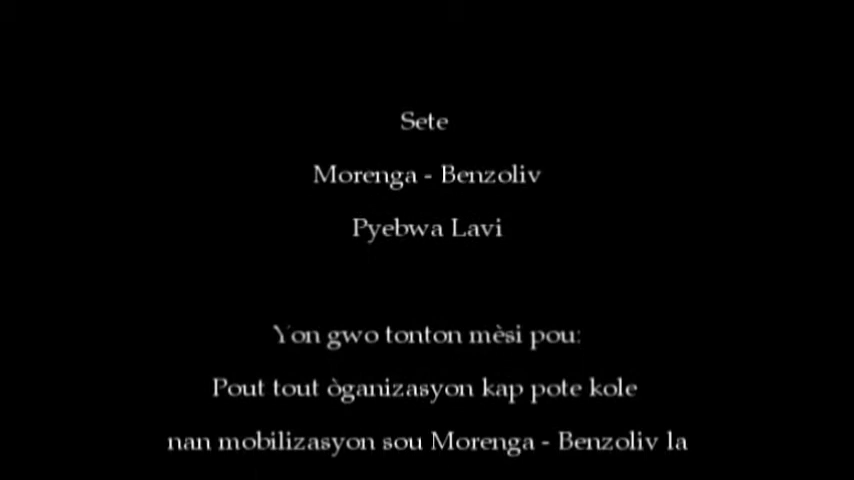 Sete
Morenga - Benzoliv
Pyebwa Lavi
Yon gwo tonton mèsi pou:
Pout tout òganizasyon kap pote kole
nan mobilizasyon sou Morenga - Benzoliv la